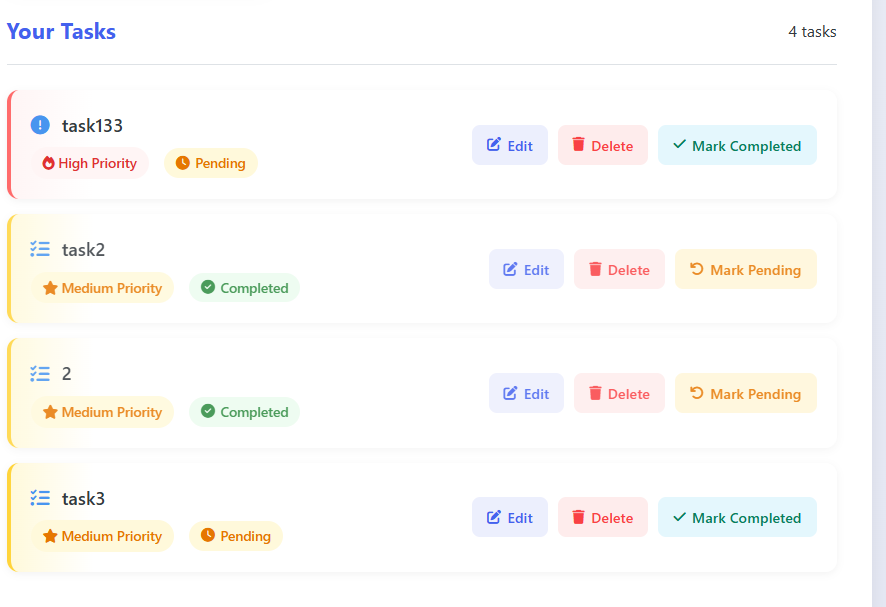 Your Tasks 4 tasks
task133
High Priority Pending Edit Delete Mark Completed
task2
Medium Priority Completed Edit Delete Mark Pending
2
Medium Priority Completed Edit Delete Mark Pending
task3
Medium Priority Pending Edit Delete Mark Completed